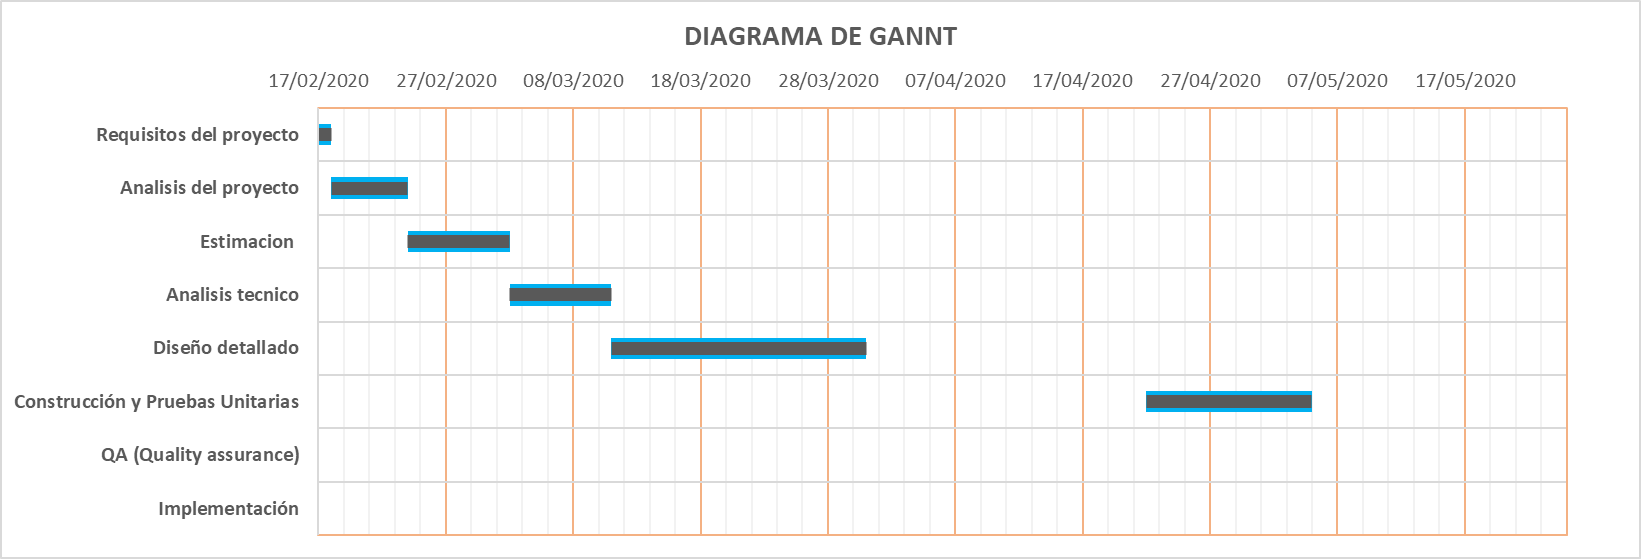 DIAGRAMA DE GANNT
17/02/2020 27/02/2020 08/03/2020 18/03/2020 28/03/2020 07/04/2020 17/04/2020 27/04/2020 07/05/2020 17/05/2020
Requisitos del proyecto
Analisis del proyecto
Estimacion
Analisis tecnico
Diseño detallado
Construcción y Pruebas Unitarias
QA (Quality assurance)
Implementación